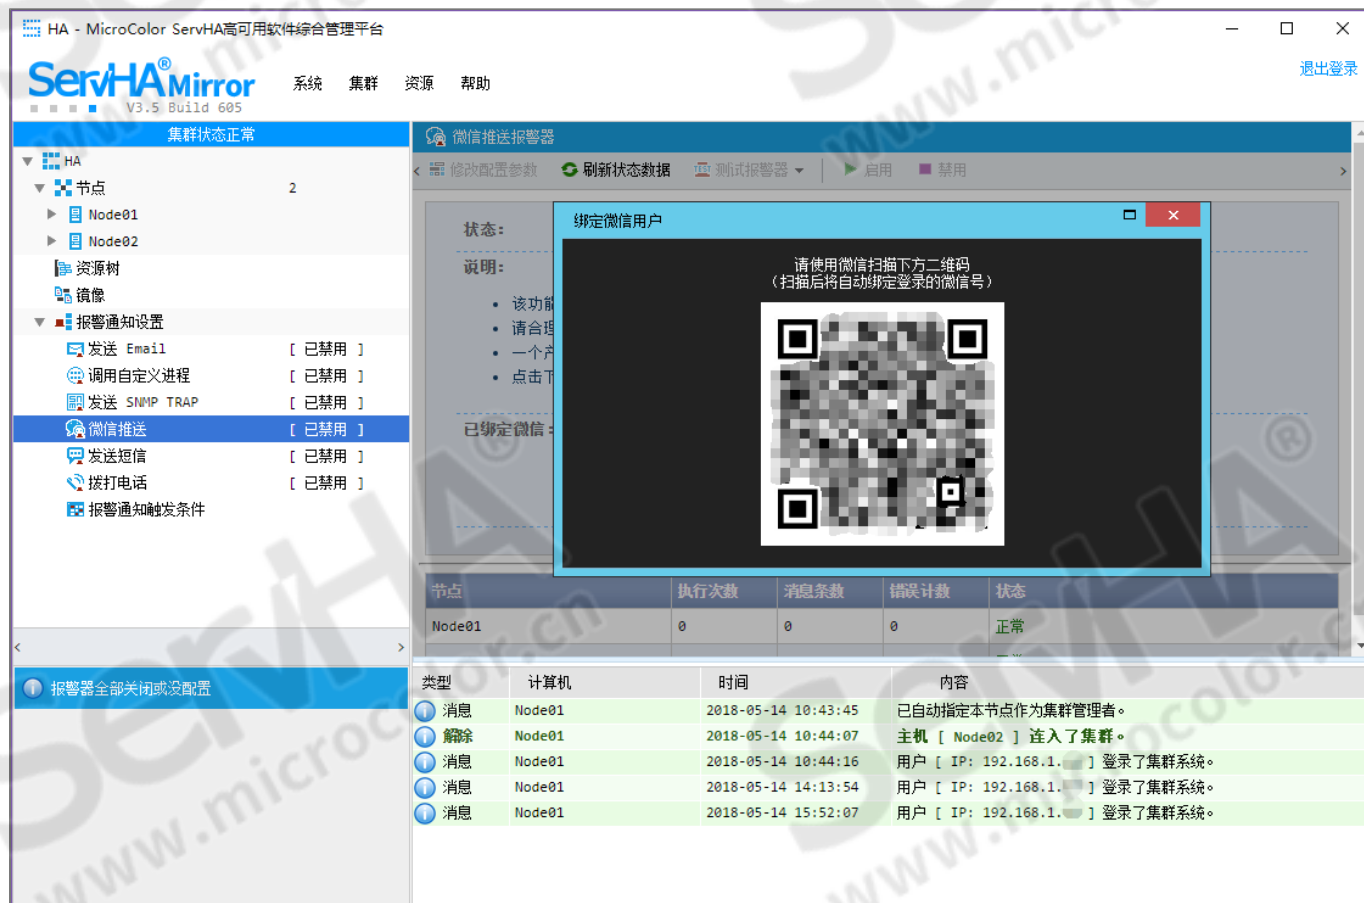 HA - MicroColor ServHA高可用软件综合管理平台
ServHA® Mirror
V3.5 Build 605
系统 集群 资源 帮助
退出登录
集群状态正常
HA
节点 2
Node01
Node02
资源树
镜像
报警通知设置
发送 Email [ 已禁用 ]
调用自定义进程 [ 已禁用 ]
发送 SNMP TRAP [ 已禁用 ]
微信推送 [ 已禁用 ]
发送短信 [ 已禁用 ]
拨打电话 [ 已禁用 ]
报警通知触发条件
报警器全部关闭或没配置
微信推送报警器
修改配置参数 刷新状态数据 测试报警器 启用 禁用
状态:
说明:
该功能
请合理
一个产
点击下
已绑定微信:
绑定微信用户
请使用微信扫描下方二维码
(扫描后将自动绑定登录的微信号)
节点 执行次数 消息条数 错误计数 状态
Node01 0 0 0 正常
类型 计算机 时间 内容
消息 Node01 2018-05-14 10:43:45 已自动指定本节点作为集群管理者。
解除 Node01 2018-05-14 10:44:07 主机 [ Node02 ] 连入了集群。
消息 Node01 2018-05-14 10:44:16 用户 [ IP: 192.168.1. ] 登录了集群系统。
消息 Node01 2018-05-14 14:13:54 用户 [ IP: 192.168.1. ] 登录了集群系统。
消息 Node01 2018-05-14 15:52:07 用户 [ IP: 192.168.1. ] 登录了集群系统。
ServHA®
www.microcolor.cn